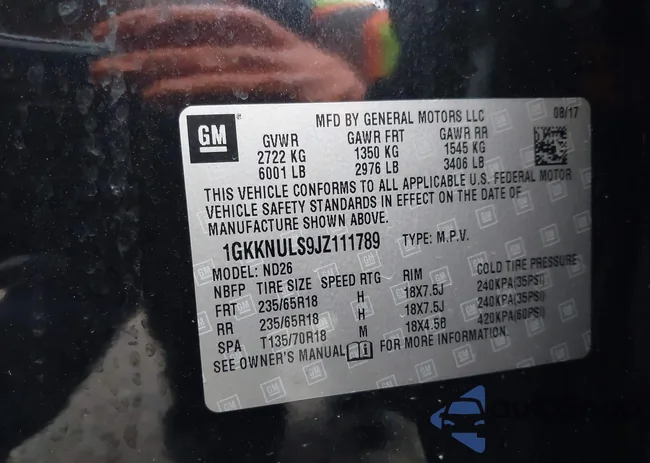 MFD BY GENERAL MOTORS LLC 08/17
GM
GVWR GAWR FRT GAWR RR
2722 KG 1350 KG 1545 KG
6001 LB 2976 LB 3406 LB
THIS VEHICLE CONFORMS TO ALL APPLICABLE U.S. FEDERAL MOTOR
VEHICLE SAFETY STANDARDS IN EFFECT ON THE DATE OF
MANUFACTURE SHOWN ABOVE.
1GKKNULS9JZ111789 TYPE: M.P.V.
MODEL: ND26
NBFP TIRE SIZE SPEED RTG RIM COLD TIRE PRESSURE
FRT 235/65R18 H 18X7.5J 240KPA(35PSI)
RR 235/65R18 H 18X7.5J 240KPA(35PSI)
SPA T135/70R18 M 18X4.5B 420KPA(60PSI)
SEE OWNER'S MANUAL FOR MORE INFORMATION.